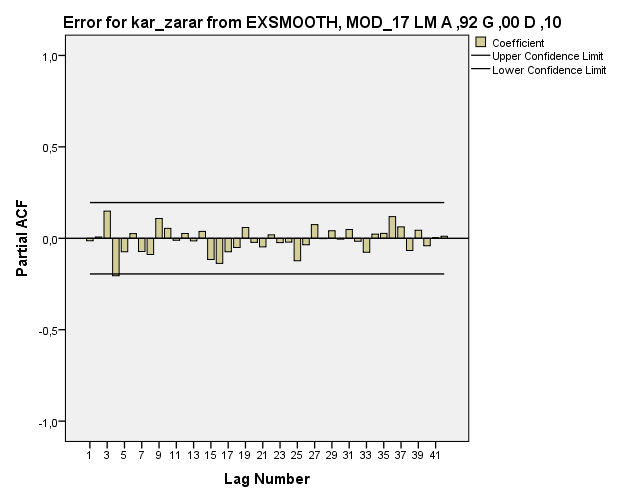 Error for kar_zarar from EXSMOOTH, MOD_17 LM A ,92 G ,00 D ,10
Coefficient
Upper Confidence Limit
Lower Confidence Limit
1,0
0,5
0,0
-0,5
-1,0
Partial ACF
1 3 5 7 9 11 13 15 17 19 21 23 25 27 29 31 33 35 37 39 41
Lag Number